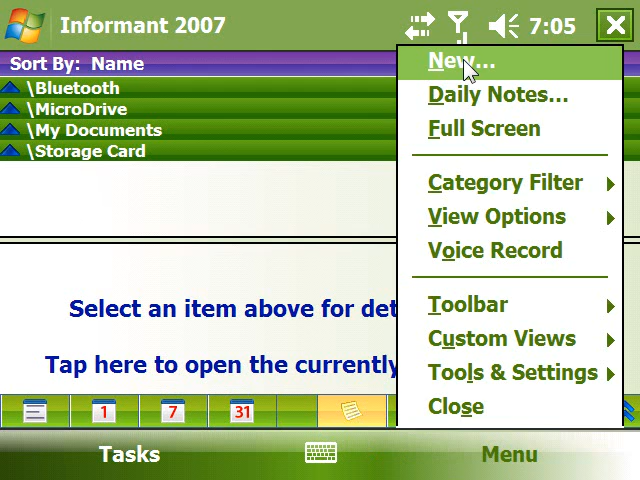 Informant 2007
7:05
Sort By: Name
\Bluetooth
\MicroDrive
\My Documents
\Storage Card
New...
Daily Notes...
Full Screen
Category Filter
View Options
Voice Record
Toolbar
Custom Views
Tools & Settings
Close
Select an item above for det
Tap here to open the currently
1
7
31
Tasks
Menu